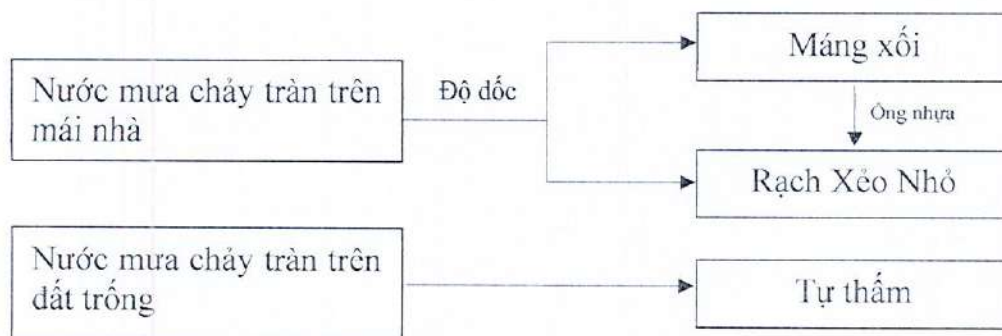 Máng xối
Nước mưa chảy tràn trên
mái nhà
Độ dốc
Ống nhựa
Rạch Xẻo Nhỏ
Nước mưa chảy tràn trên
đất trống
Tự thấm